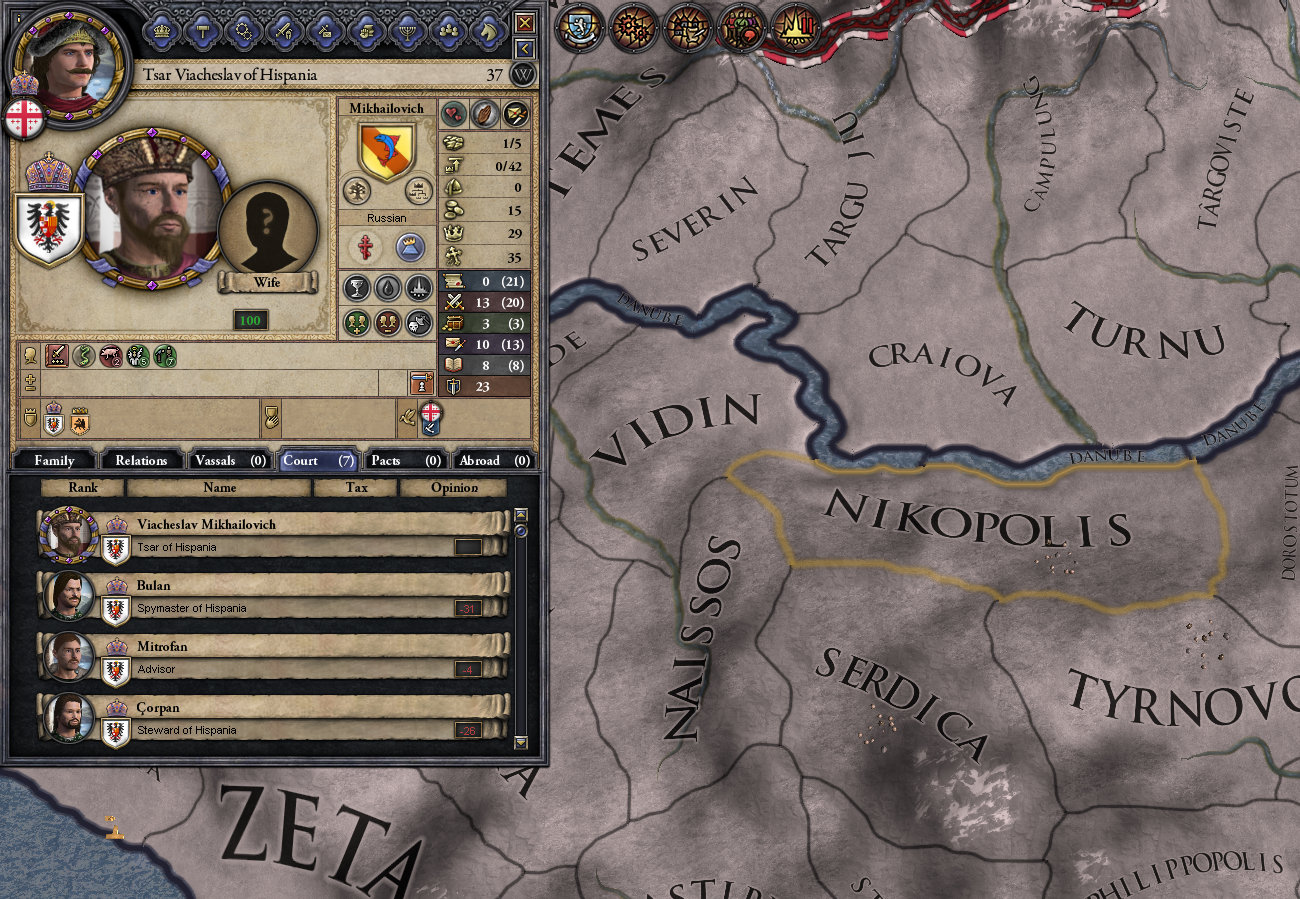 Tsar Viacheslav of Hispania 37 W
Mikhailovich
1/5
0/42
0
Russian
15
29
35
Wife
?
100
0 (21)
13 (20)
3 (3)
10 (13)
8 (8)
23
2 5 7
Family Relations Vassals (0) Court (7) Pacts (0) Abroad (0)
Rank Name Tax Opinion
Viacheslav Mikhailovich
Tsar of Hispania
Bulan
Spymaster of Hispania -31
Mitrofan
Advisor -4
Çorpan
Steward of Hispania -26
TEMES
SEVERIN
TARGU JIU
CÂMPULUNG
TÂRGOVISTE
DANUBE
CRAIOVA
TURNU
VIDIN
DANUBE
DANUBE
NIKOPOLIS
DOROSTOTUM
NAISSOS
SERDICA
TYRNOVO
ZETA
PHILIPPOPOLIS